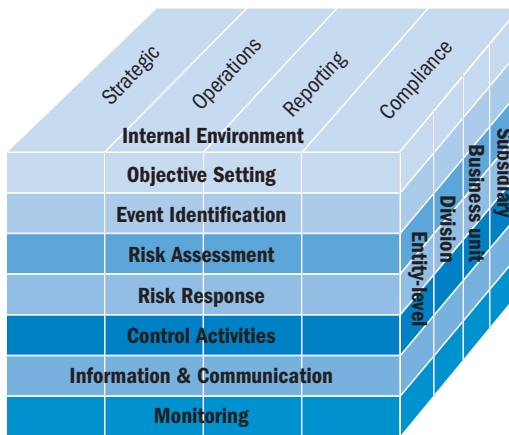 Strategic
Operations
Reporting
Compliance
Internal Environment
Objective Setting
Event Identification
Risk Assessment
Risk Response
Control Activities
Information & Communication
Monitoring
Entity-level
Division
Business unit
Subsidiary